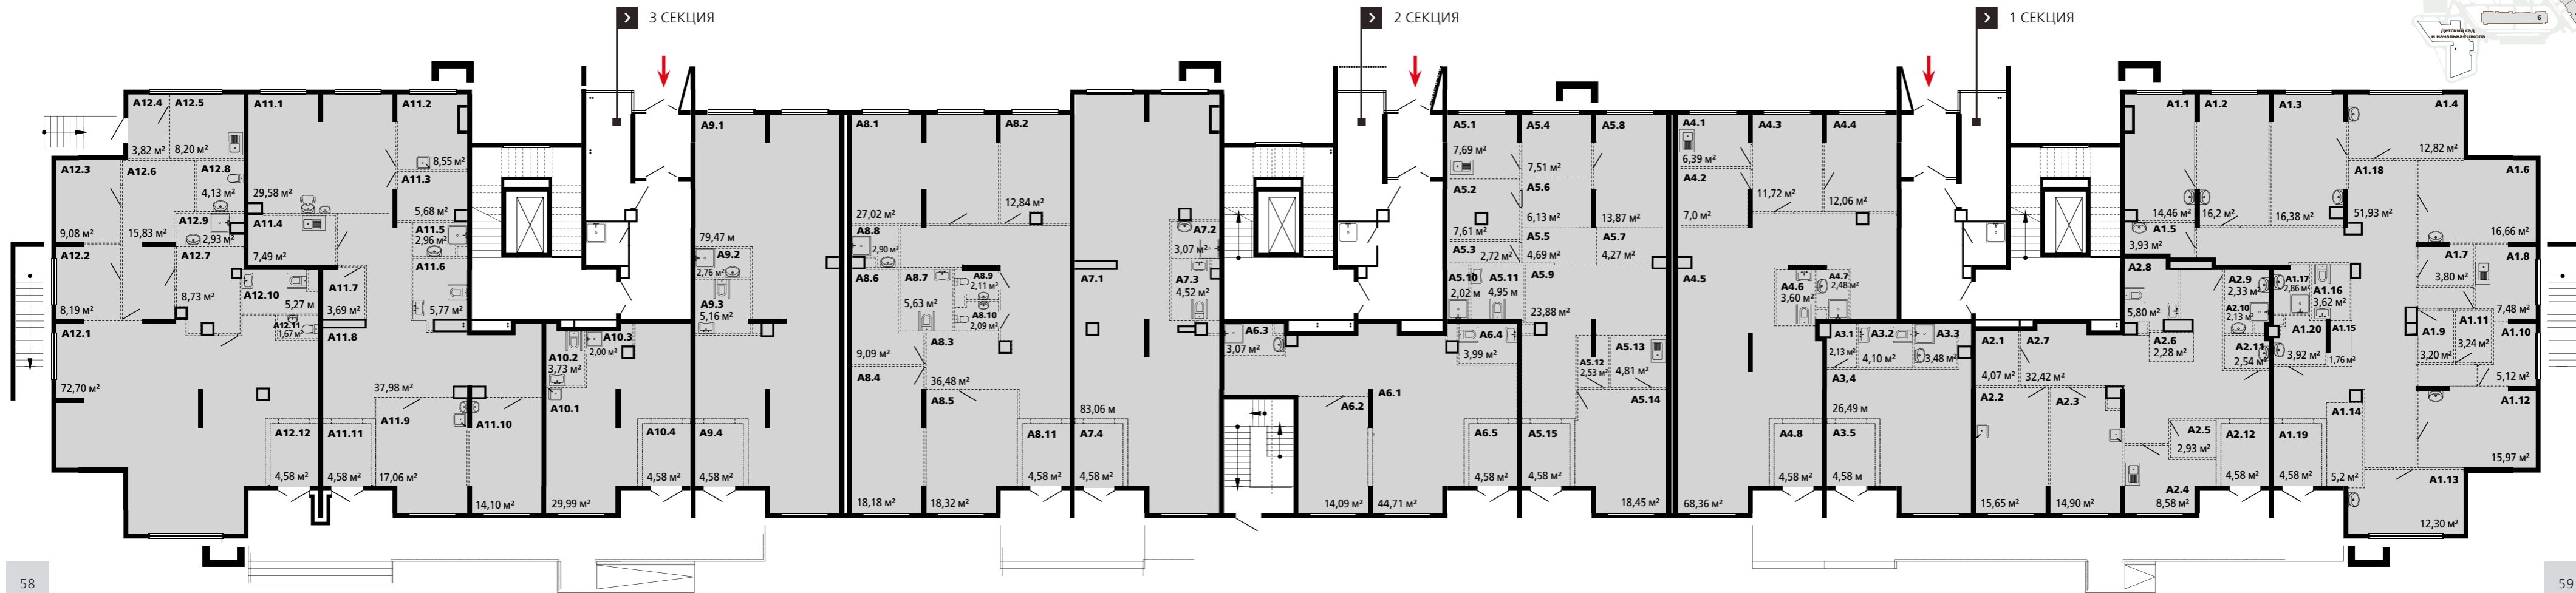 3 СЕКЦИЯ
2 СЕКЦИЯ
1 СЕКЦИЯ
6
Детский сад
и начальная школа
A12.4
3,82 м²
A12.5
8,20 м²
A12.3
9,08 м²
A12.6
15,83 м²
A12.8
4,13 м²
A12.9
2,93 м²
A12.2
8,19 м²
A12.7
8,73 м²
A12.10
5,27 м
A12.11
1,67 м²
A12.1
72,70 м²
A12.12
4,58 м²
A11.1
29,58 м²
A11.2
8,55 м²
A11.3
5,68 м²
A11.4
7,49 м²
A11.5
2,96 м²
A11.6
5,77 м²
A11.7
3,69 м²
A11.8
37,98 м²
A11.9
17,06 м²
A11.10
14,10 м²
A11.11
4,58 м²
A10.2
3,73 м²
A10.3
2,00 м²
A10.1
29,99 м²
A10.4
4,58 м²
A9.1
79,47 м
A9.2
2,76 м²
A9.3
5,16 м²
A9.4
4,58 м²
A8.1
27,02 м²
A8.2
12,84 м²
A8.8
2,90 м²
A8.6
9,09 м²
A8.7
5,63 м²
A8.9
2,11 м²
A8.10
2,09 м²
A8.3
36,48 м²
A8.4
18,18 м²
A8.5
18,32 м²
A8.11
4,58 м²
A7.2
3,07 м²
A7.3
4,52 м²
A7.1
83,06 м
A7.4
4,58 м²
A6.3
3,07 м²
A6.4
3,99 м²
A6.2
14,09 м²
A6.1
44,71 м²
A6.5
4,58 м²
A5.1
7,69 м²
A5.4
7,51 м²
A5.8
13,87 м²
A5.2
7,61 м²
A5.6
6,13 м²
A5.3
2,72 м²
A5.5
4,69 м²
A5.7
4,27 м²
A5.10
2,02 м
A5.11
4,95 м
A5.9
23,88 м²
A5.12
2,53 м²
A5.13
4,81 м²
A5.14
18,45 м²
A5.15
4,58 м²
A4.1
6,39 м²
A4.3
11,72 м²
A4.4
12,06 м²
A4.2
7,0 м²
A4.5
68,36 м²
A4.6
3,60 м²
A4.7
2,48 м²
A4.8
4,58 м²
A3.1
2,13 м²
A3.2
4,10 м²
A3.3
3,48 м²
A3,4
26,49 м
A3.5
4,58 м
A2.1
4,07 м²
A2.7
32,42 м²
A2.2
15,65 м²
A2.3
14,90 м²
A2.8
5,80 м²
A2.9
2,33 м²
A2.10
2,13 м²
A2.6
2,28 м²
A2.11
2,54 м²
A2.5
2,93 м²
A2.4
8,58 м²
A2.12
4,58 м²
A1.1
14,46 м²
A1.2
16,2 м²
A1.3
16,38 м²
A1.4
12,82 м²
A1.5
3,93 м²
A1.18
51,93 м²
A1.6
16,66 м²
A1.7
3,80 м²
A1.8
7,48 м²
A1.17
2,86 м²
A1.16
3,62 м²
A1.20
3,92 м²
A1.15
1,76 м²
A1.9
3,20 м²
A1.11
3,24 м²
A1.10
5,12 м²
A1.12
15,97 м²
A1.14
5,2 м²
A1.19
4,58 м²
A1.13
12,30 м²
58
59